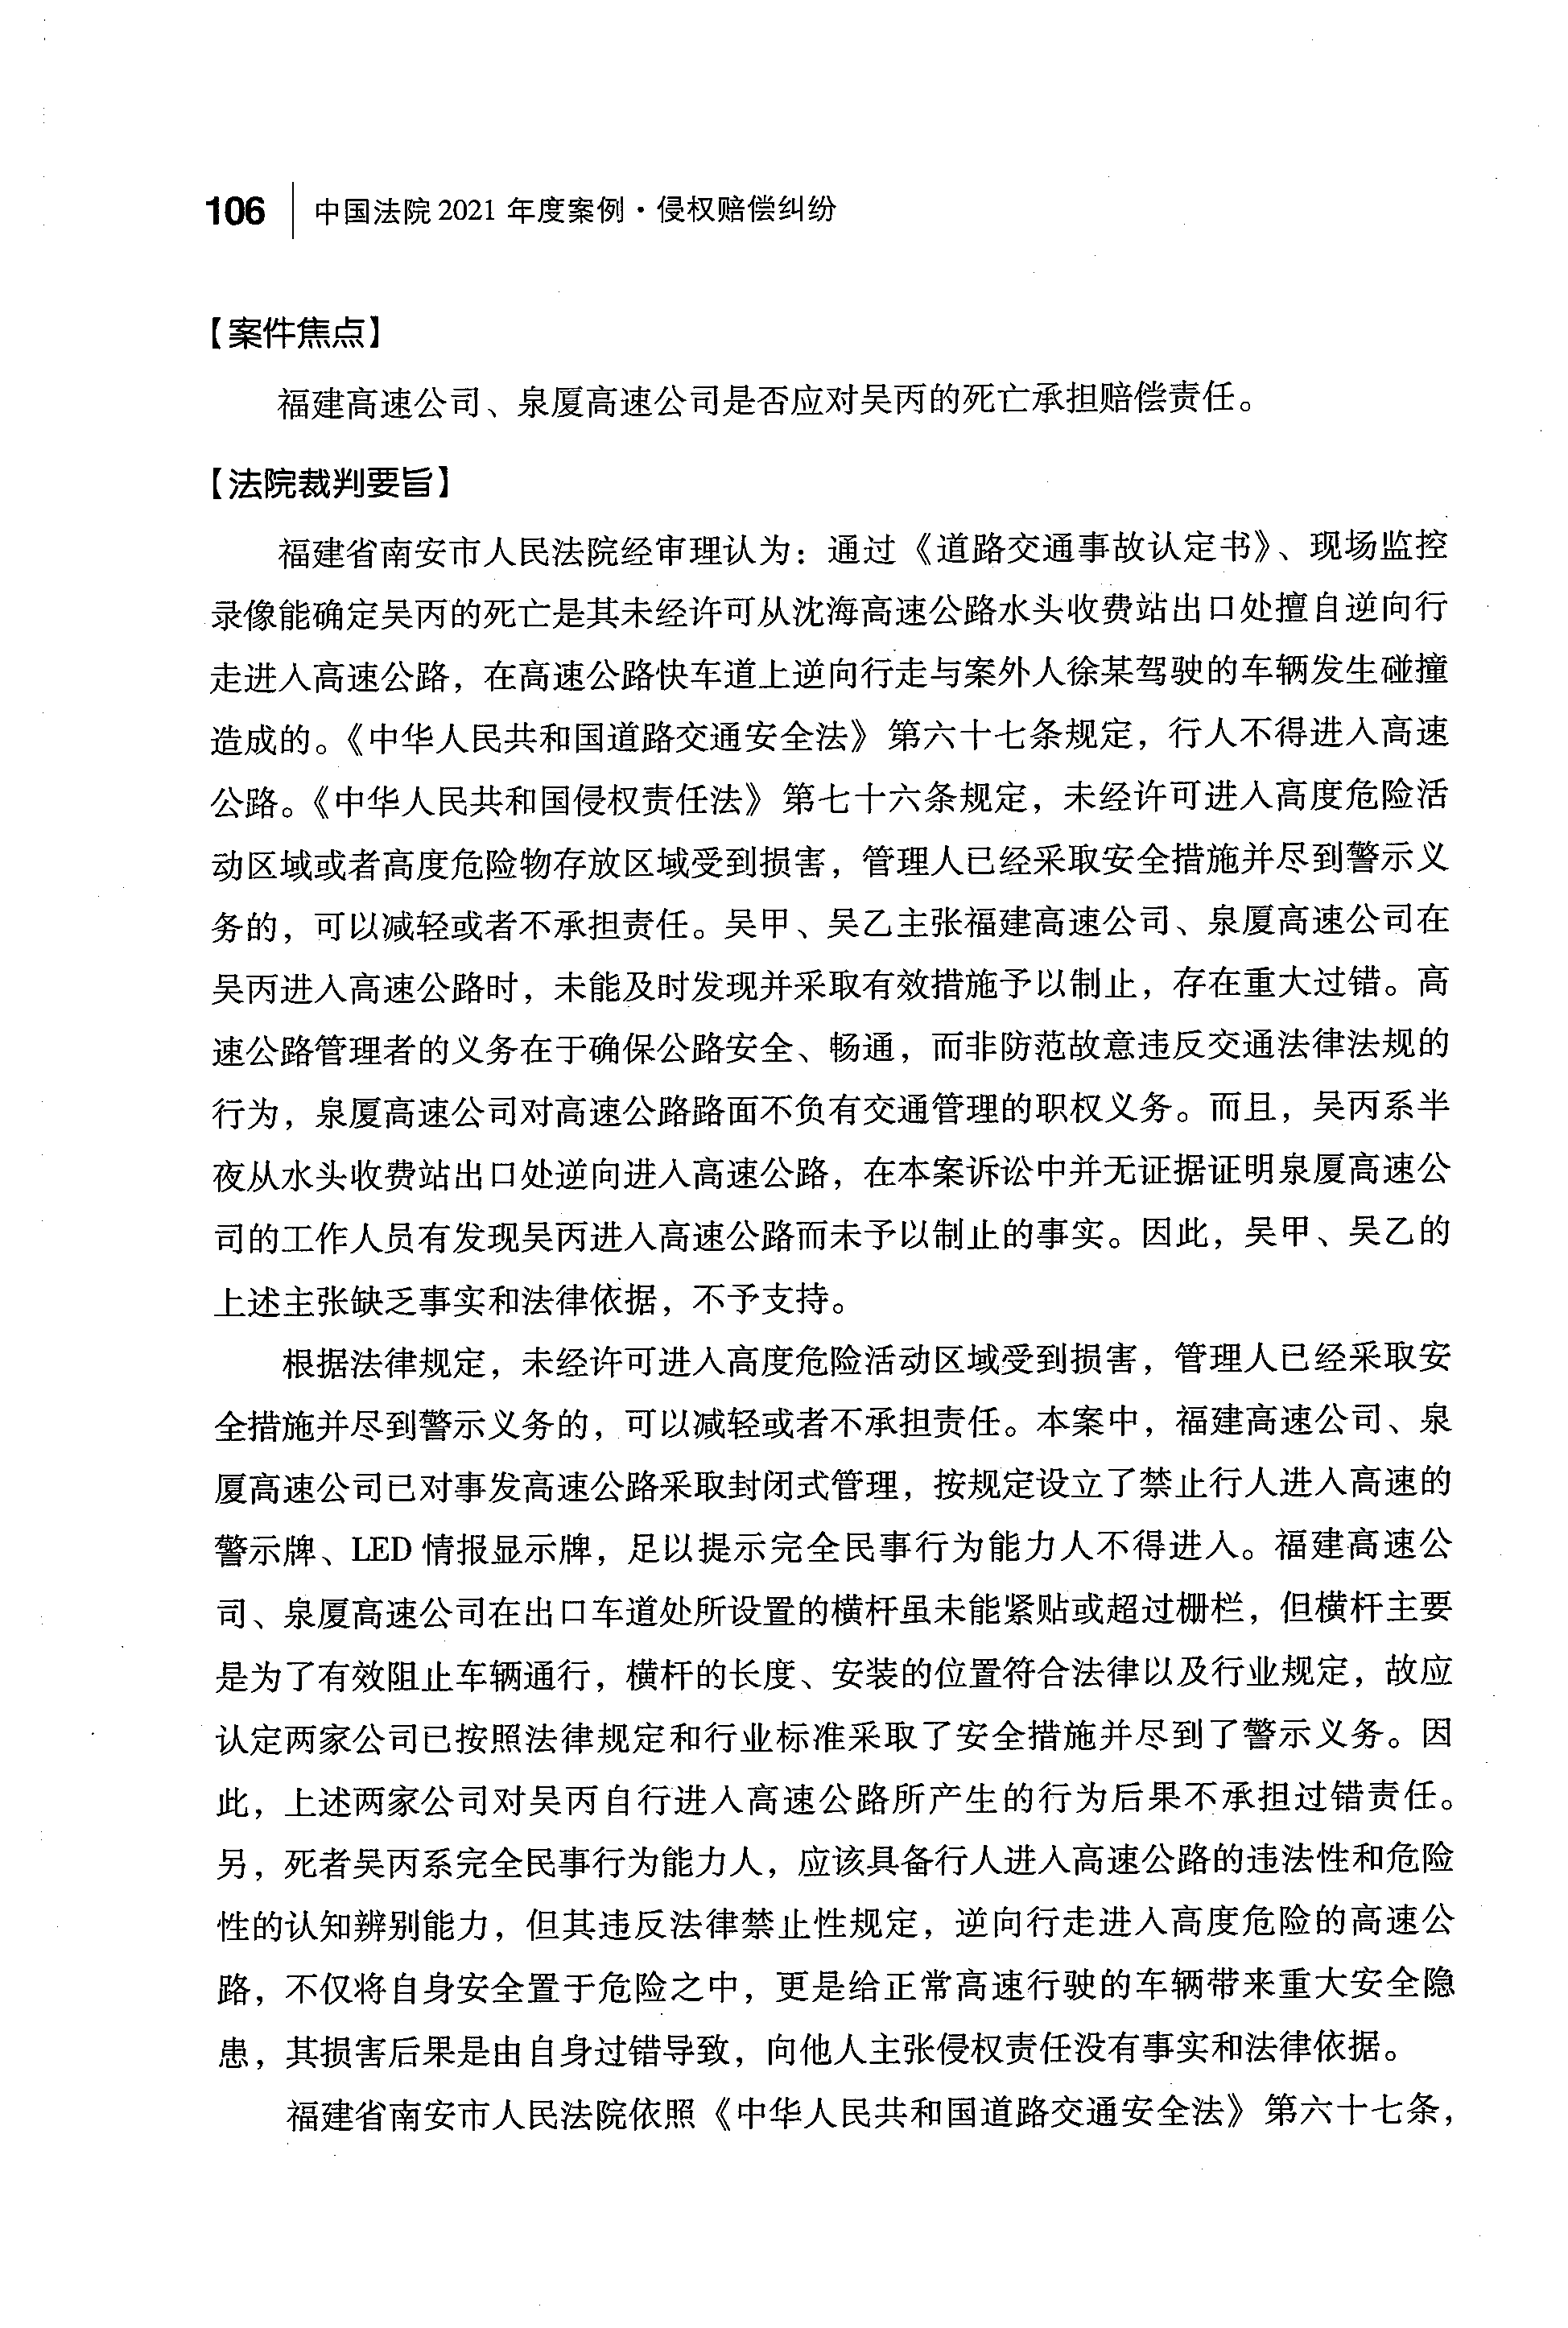 106 中国法院 2021 年度案例·侵权赔偿纠纷
【案件焦点】
福建高速公司、泉厦高速公司是否应对吴丙的死亡承担赔偿责任。
【法院裁判要旨】
福建省南安市人民法院经审理认为：通过《道路交通事故认定书》、现场监控
录像能确定吴丙的死亡是其未经许可从沈海高速公路水头收费站出口处擅自逆向行
走进入高速公路，在高速公路快车道上逆向行走与案外人徐某驾驶的车辆发生碰撞
造成的。《中华人民共和国道路交通安全法》第六十七条规定，行人不得进入高速
公路。《中华人民共和国侵权责任法》第七十六条规定，未经许可进入高度危险活
动区域或者高度危险物存放区域受到损害，管理人已经采取安全措施并尽到警示义
务的，可以减轻或者不承担责任。吴甲、吴乙主张福建高速公司、泉厦高速公司在
吴丙进入高速公路时，未能及时发现并采取有效措施予以制止，存在重大过错。高
速公路管理者的义务在于确保公路安全、畅通，而非防范故意违反交通法律法规的
行为，泉厦高速公司对高速公路路面不负有交通管理的职权义务。而且，吴丙系半
夜从水头收费站出口处逆向进入高速公路，在本案诉讼中并无证据证明泉厦高速公
司的工作人员有发现吴丙进入高速公路而未予以制止的事实。因此，吴甲、吴乙的
上述主张缺乏事实和法律依据，不予支持。
根据法律规定，未经许可进入高度危险活动区域受到损害，管理人已经采取安
全措施并尽到警示义务的，可以减轻或者不承担责任。本案中，福建高速公司、泉
厦高速公司已对事发高速公路采取封闭式管理，按规定设立了禁止行人进入高速的
警示牌、LED 情报显示牌，足以提示完全民事行为能力人不得进入。福建高速公
司、泉厦高速公司在出口车道处所设置的横杆虽未能紧贴或超过栅栏，但横杆主要
是为了有效阻止车辆通行，横杆的长度、安装的位置符合法律以及行业规定，故应
认定两家公司已按照法律规定和行业标准采取了安全措施并尽到了警示义务。因
此，上述两家公司对吴丙自行进入高速公路所产生的行为后果不承担过错责任。
另，死者吴丙系完全民事行为能力人，应该具备行人进入高速公路的违法性和危险
性的认知辨别能力，但其违反法律禁止性规定，逆向行走进入高度危险的高速公
路，不仅将自身安全置于危险之中，更是给正常高速行驶的车辆带来重大安全隐
患，其损害后果是由自身过错导致，向他人主张侵权责任没有事实和法律依据。
福建省南安市人民法院依照《中华人民共和国道路交通安全法》第六十七条，